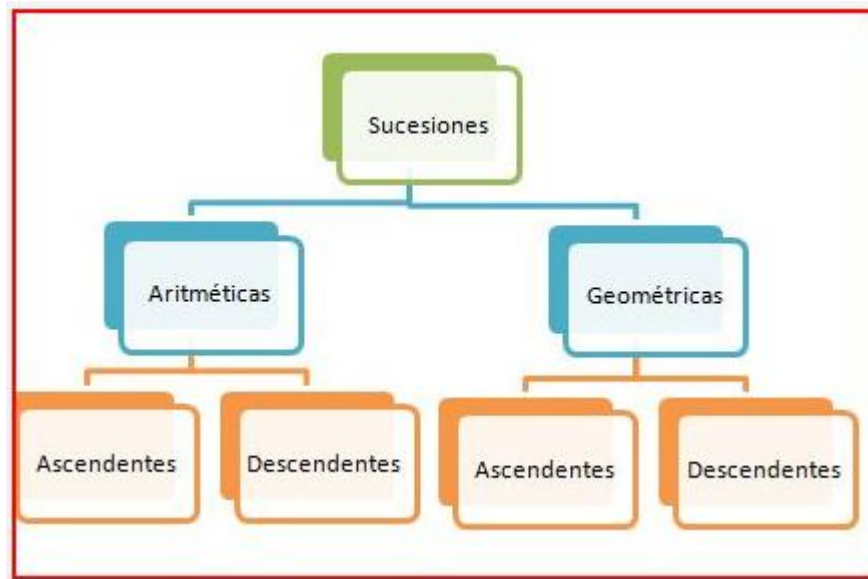 Sucesiones
Aritméticas
Geométricas
Ascendentes
Descendentes
Ascendentes
Descendentes